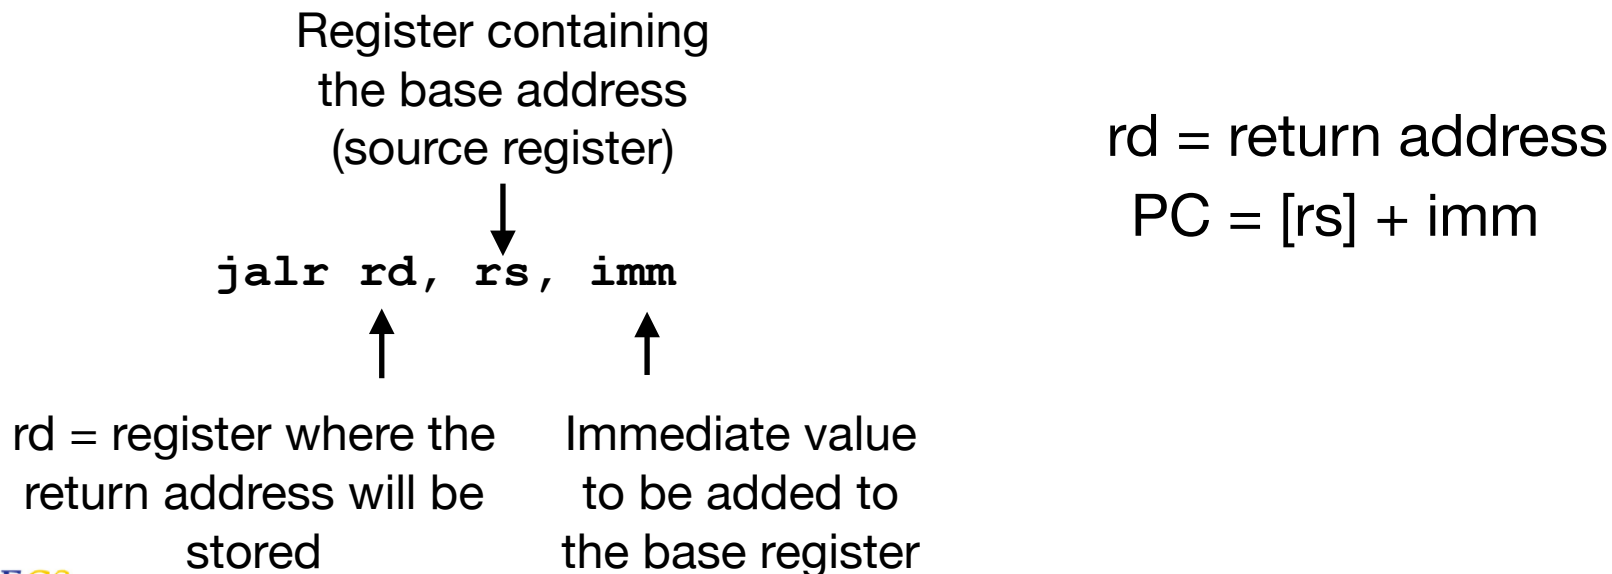 Register containing
the base address
(source register)
rd = return address
PC = [rs] + imm
jalr rd, rs, imm
rd = register where the
return address will be
stored
Immediate value
to be added to
the base register